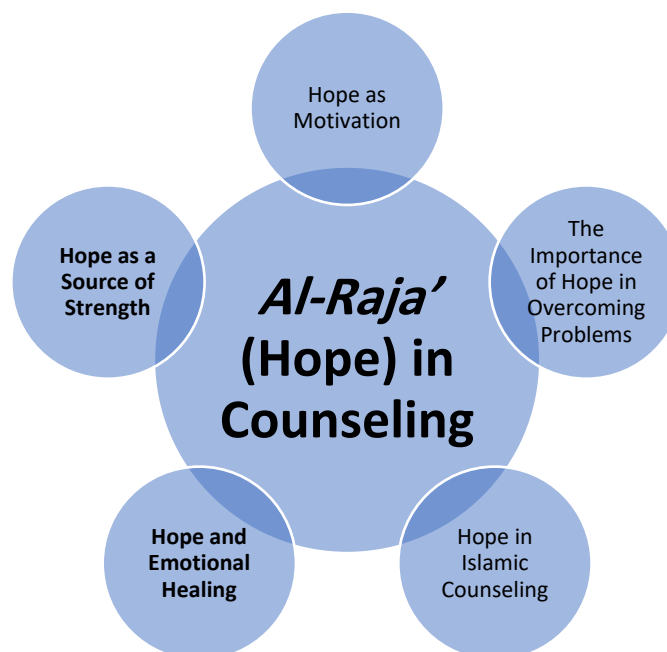 Hope as
Motivation
The
Importance
of Hope in
Overcoming
Problems
Hope in
Islamic
Counseling
Hope and
Emotional
Healing
Hope as a
Source of
Strength
Al-Raja’
(Hope) in
Counseling